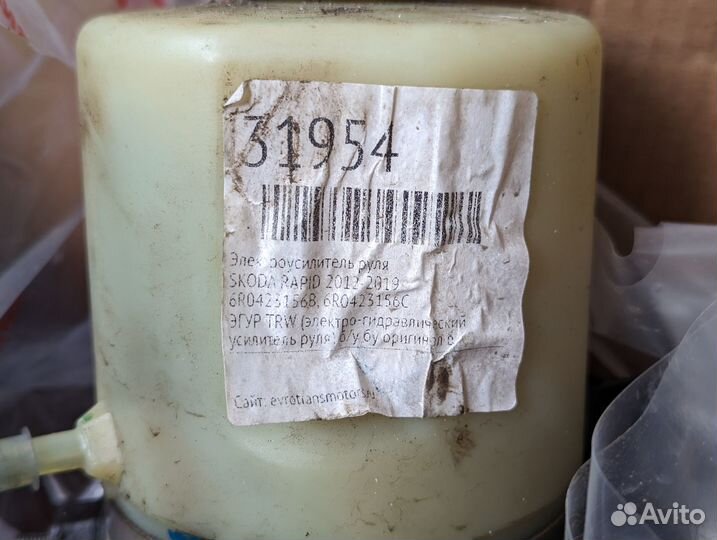 31954
Электроусилитель руля
SKODA RAPID 2012-2019
6R0423156B, 6R0423156C
ЭГУР TRW (электро-гидравлический
усилитель руля) б/у бу оригинал
Сайт: evrotransmotors.ru
Avito